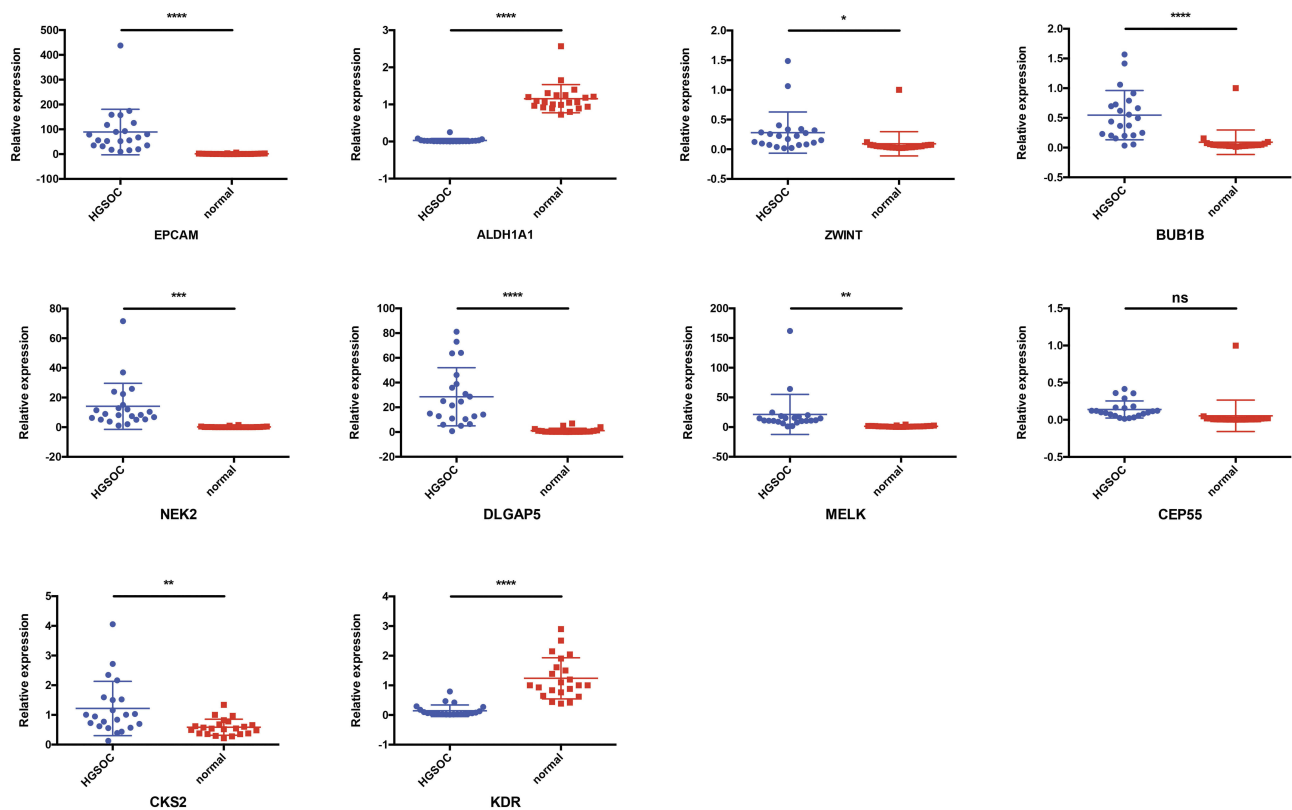 ****
500
400
300
200
100
0
-100
Relative expression
HGSOC
normal
EPCAM
****
3
2
1
0
-1
Relative expression
HGSOC
normal
ALDH1A1
*
2.0
1.5
1.0
0.5
0.0
-0.5
Relative expression
HGSOC
normal
ZWINT
****
2.0
1.5
1.0
0.5
0.0
-0.5
Relative expression
HGSOC
normal
BUB1B
***
80
60
40
20
0
-20
Relative expression
HGSOC
normal
NEK2
****
100
80
60
40
20
0
-20
Relative expression
HGSOC
normal
DLGAP5
**
200
150
100
50
0
-50
Relative expression
HGSOC
normal
MELK
ns
1.5
1.0
0.5
0.0
-0.5
Relative expression
HGSOC
normal
CEP55
**
5
4
3
2
1
0
Relative expression
HGSOC
normal
CKS2
****
4
3
2
1
0
-1
Relative expression
HGSOC
normal
KDR